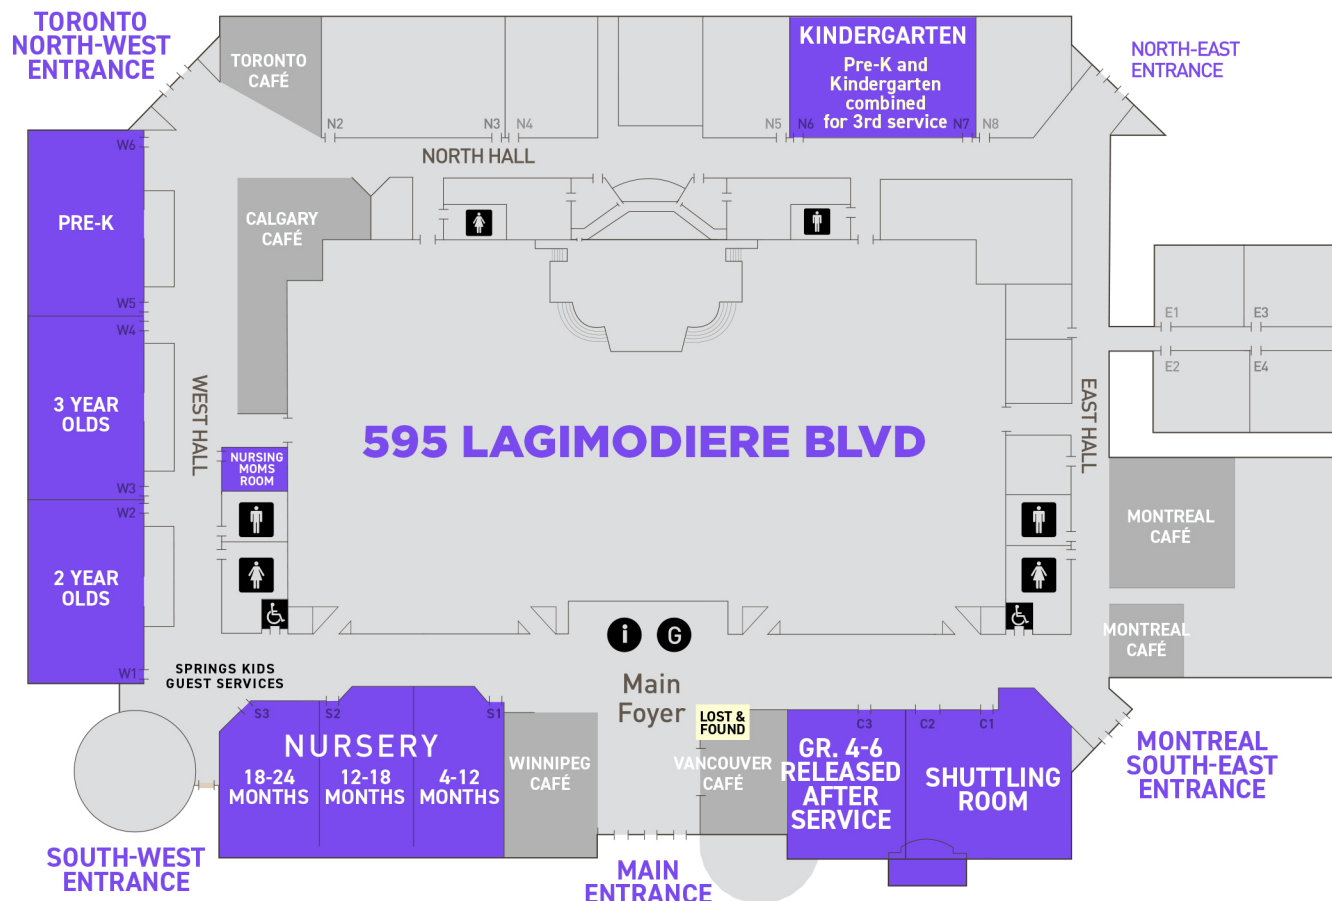 TORONTO
NORTH-WEST
ENTRANCE
TORONTO
CAFÉ
KINDERGARTEN
Pre-K and
Kindergarten
combined
for 3rd service
NORTH-EAST
ENTRANCE
N2
N3
N4
N5
N6
N7
N8
NORTH HALL
W6
PRE-K
W5
CALGARY
CAFÉ
W4
3 YEAR
OLDS
W3
WEST HALL
NURSING
MOMS
ROOM
W2
2 YEAR
OLDS
W1
595 LAGIMODIERE BLVD
EAST HALL
E1
E3
E2
E4
MONTREAL
CAFÉ
MONTREAL
CAFÉ
i
G
Main
Foyer
SPRINGS KIDS
GUEST SERVICES
S3
S2
S1
NURSERY
18-24
MONTHS
12-18
MONTHS
4-12
MONTHS
WINNIPEG
CAFÉ
LOST &
FOUND
VANCOUVER
CAFÉ
C3
C2
C1
GR. 4-6
RELEASED
AFTER
SERVICE
SHUTTLING
ROOM
MONTREAL
SOUTH-EAST
ENTRANCE
SOUTH-WEST
ENTRANCE
MAIN
ENTRANCE